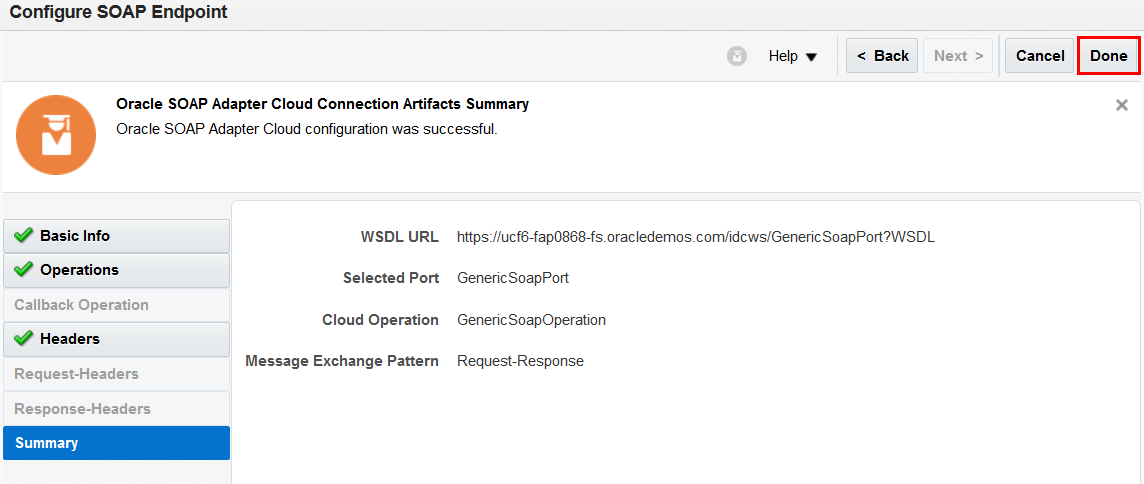 Configure SOAP Endpoint
Help
< Back
Next >
Cancel
Done
Oracle SOAP Adapter Cloud Connection Artifacts Summary
Oracle SOAP Adapter Cloud configuration was successful.
Basic Info
Operations
Callback Operation
Headers
Request-Headers
Response-Headers
Summary
WSDL URL https://ucf6-fap0868-fs.oracledemos.com/idcws/GenericSoapPort?WSDL
Selected Port GenericSoapPort
Cloud Operation GenericSoapOperation
Message Exchange Pattern Request-Response